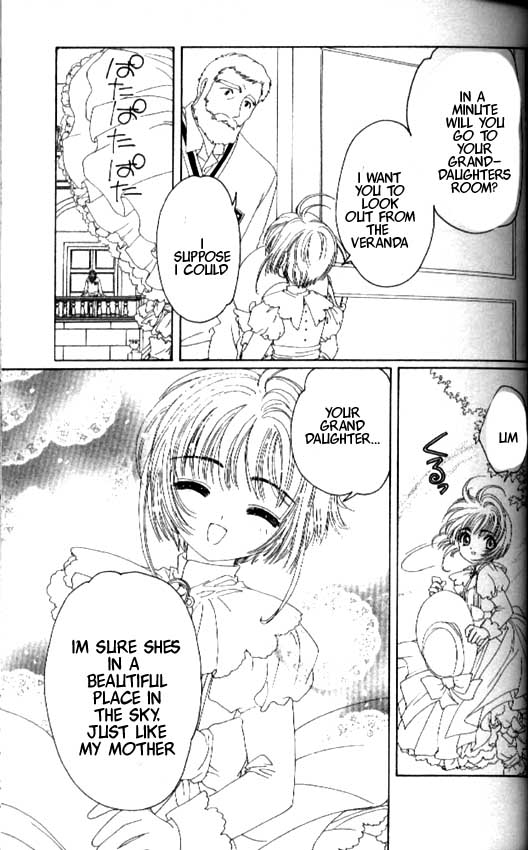 IN A
MINUTE
WILL YOU
GO TO
YOUR
GRAND-
DAUGHTERS
ROOM?
I WANT
YOU TO
LOOK
OUT FROM
THE
VERANDA
I
SUPPOSE
I COULD
ぱた
ぱた
ぱた
UM
くるっ
YOUR
GRAND
DAUGHTER...
IM SURE SHES
IN A
BEAUTIFUL
PLACE IN
THE SKY.
JUST LIKE
MY MOTHER